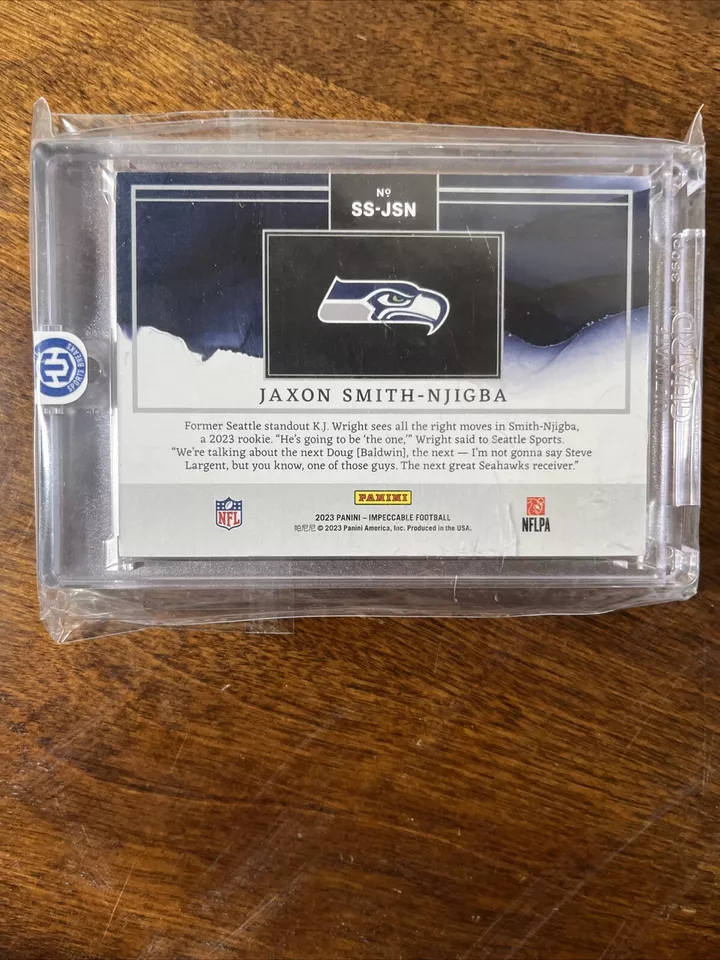 Nº
SS-JSN
JAXON SMITH-NJIGBA
Former Seattle standout K.J. Wright sees all the right moves in Smith-Njigba,
a 2023 rookie. “He’s going to be ‘the one,’” Wright said to Seattle Sports.
“We’re talking about the next Doug [Baldwin], the next — I’m not gonna say Steve
Largent, but you know, one of those guys. The next great Seahawks receiver.”
NFL
PANINI
2023 PANINI – IMPECCABLE FOOTBALL
帕尼尼 © 2023 Panini America, Inc. Produced in the USA.
NFLPA
SPORTS BREAKS
GUARD